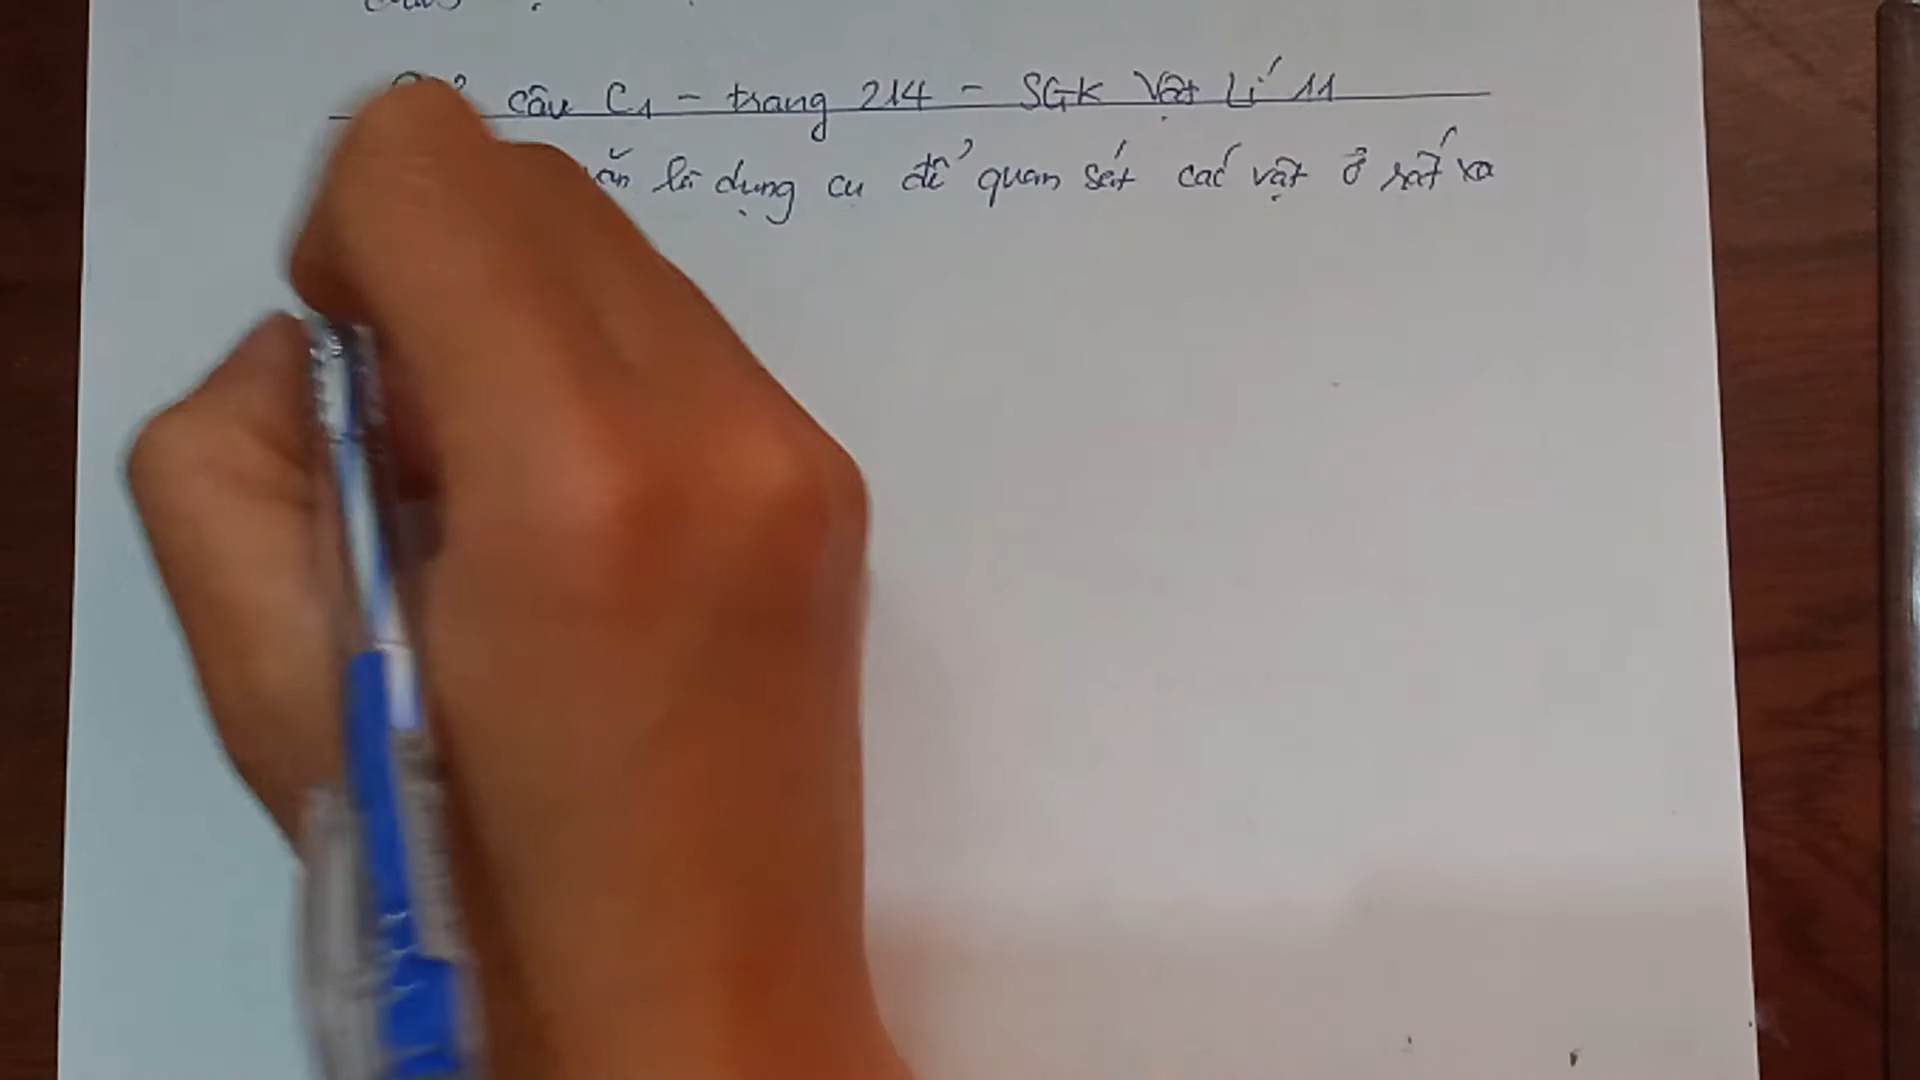 câu C1 - trang 214 - SGK Vật Lí 11
là dụng cụ để quan sát các vật ở rất xa